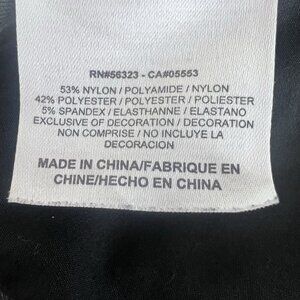 RN#56323 - CA#05553
53% NYLON / POLYAMIDE / NYLON
42% POLYESTER / POLYESTER / POLIESTER
5% SPANDEX / ELASTHANNE / ELASTANO
EXCLUSIVE OF DECORATION / DECORATION
NON COMPRISE / NO INCLUYE LA
DECORACION
MADE IN CHINA/FABRIQUE EN
CHINE/HECHO EN CHINA